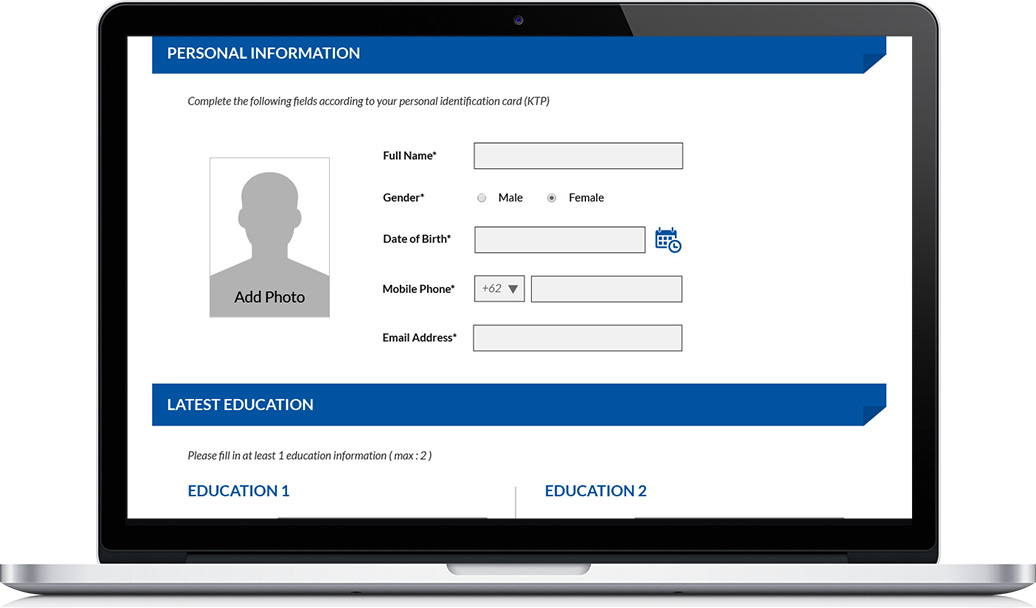 PERSONAL INFORMATION
Complete the following fields according to your personal identification card (KTP)
Full Name*
Gender* Male Female
Date of Birth*
Mobile Phone* +62
Email Address*
Add Photo
LATEST EDUCATION
Please fill in at least 1 education information ( max : 2 )
EDUCATION 1 EDUCATION 2